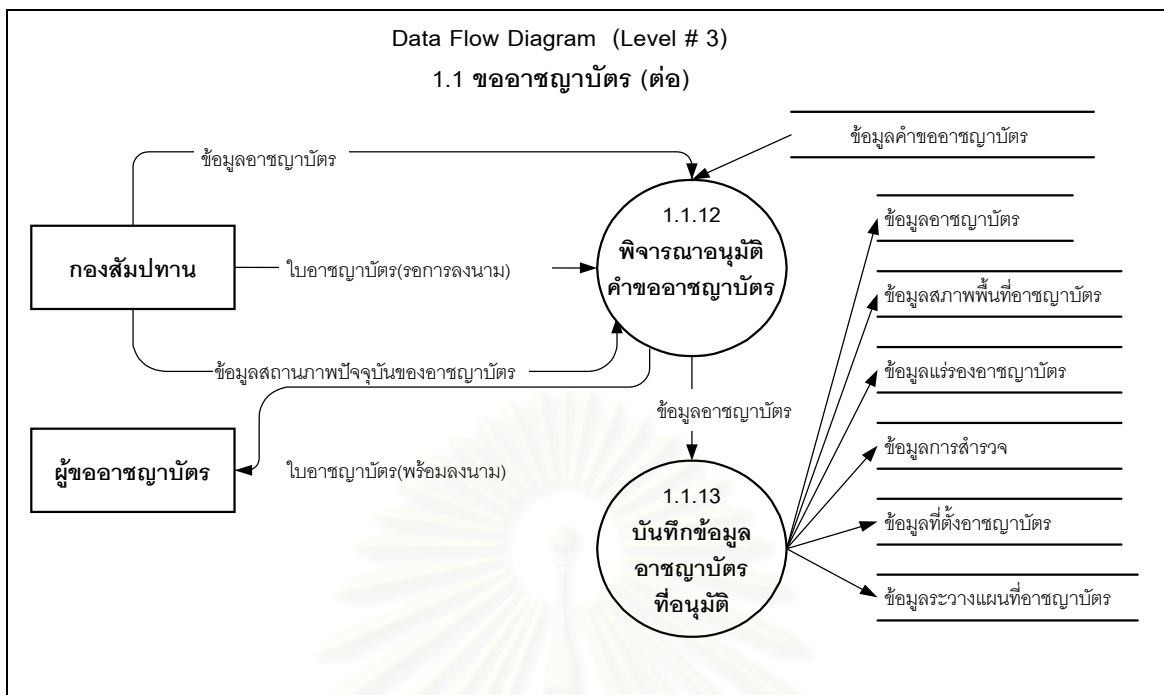 Data Flow Diagram (Level # 3)
1.1 ขออาชญาบัตร (ต่อ)
ข้อมูลคำขออาชญาบัตร
ข้อมูลอาชญาบัตร
กองสัมปทาน
ใบอาชญาบัตร(รอการลงนาม)
1.1.12
พิจารณาอนุมัติ
คำขออาชญาบัตร
ข้อมูลสถานภาพปัจจุบันของอาชญาบัตร
ผู้ขออาชญาบัตร
ใบอาชญาบัตร(พร้อมลงนาม)
ข้อมูลอาชญาบัตร
1.1.13
บันทึกข้อมูล
อาชญาบัตร
ที่อนุมัติ
ข้อมูลอาชญาบัตร
ข้อมูลสภาพพื้นที่อาชญาบัตร
ข้อมูลแร่รองอาชญาบัตร
ข้อมูลการสำรวจ
ข้อมูลที่ตั้งอาชญาบัตร
ข้อมูลระวางแผนที่อาชญาบัตร